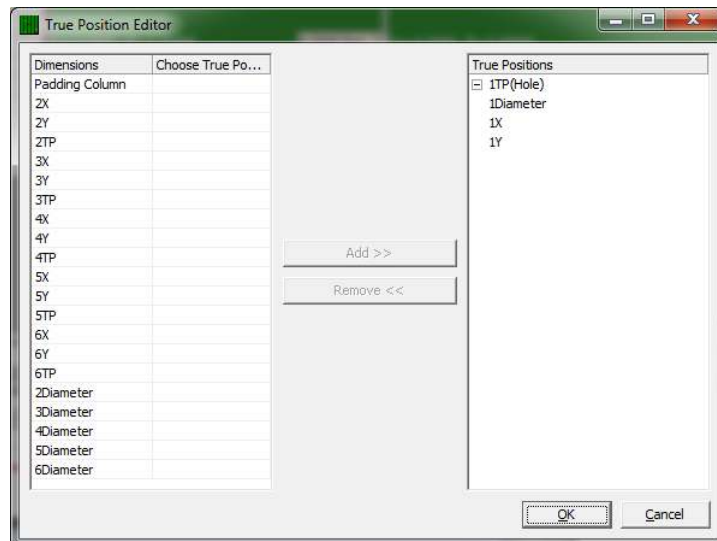 True Position Editor
Dimensions Choose True Po...
Padding Column
2X
2Y
2TP
3X
3Y
3TP
4X
4Y
4TP
5X
5Y
5TP
6X
6Y
6TP
2Diameter
3Diameter
4Diameter
5Diameter
6Diameter
Add >>
Remove <<
True Positions
1TP(Hole)
1Diameter
1X
1Y
OK Cancel